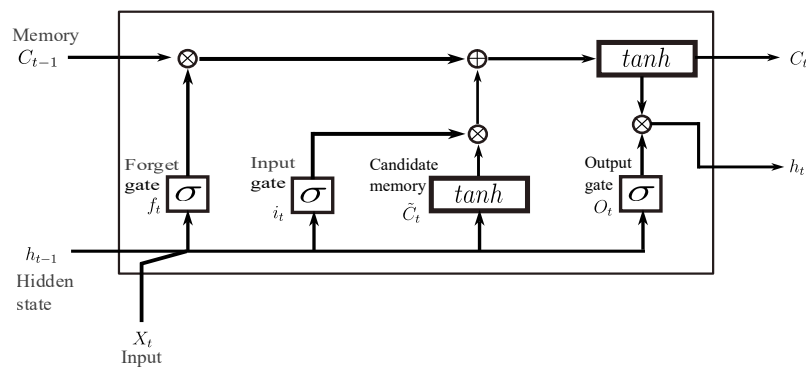 Memory
C_{t−1}
⊗
⊕
tanh
C_t
⊗
⊗
h_t
Forget
gate
f_t
σ
Input
gate
i_t
σ
Candidate
memory
C̃_t
tanh
Output
gate
O_t
σ
h_{t−1}
Hidden
state
X_t
Input